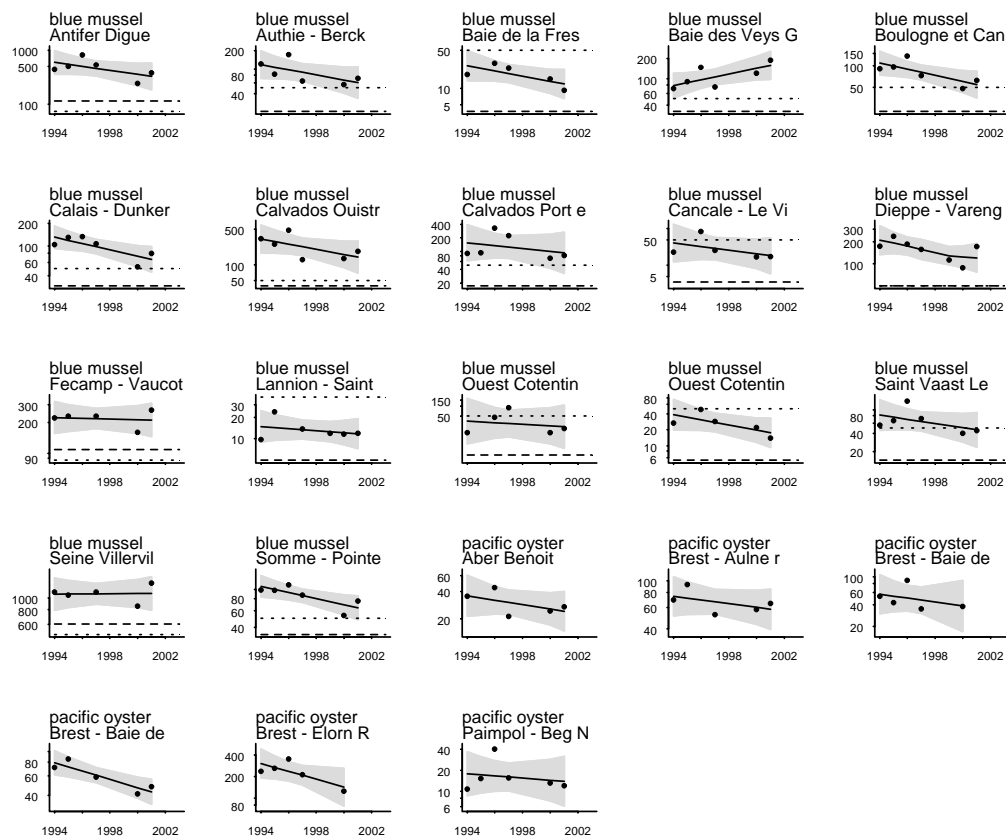 blue mussel
Antifer Digue
1000
500
100
1994 1998 2002
blue mussel
Authie - Berck
200
80
40
1994 1998 2002
blue mussel
Baie de la Fres
50
10
5
1994 1998 2002
blue mussel
Baie des Veys G
200
100
60
40
1994 1998 2002
blue mussel
Boulogne et Can
150
100
50
1994 1998 2002
blue mussel
Calais - Dunker
200
100
60
40
1994 1998 2002
blue mussel
Calvados Ouistr
500
100
50
1994 1998 2002
blue mussel
Calvados Port e
400
200
80
40
20
1994 1998 2002
blue mussel
Cancale - Le Vi
50
5
1994 1998 2002
blue mussel
Dieppe - Vareng
300
200
100
1994 1998 2002
blue mussel
Fecamp - Vaucot
300
200
90
1994 1998 2002
blue mussel
Lannion - Saint
30
20
10
1994 1998 2002
blue mussel
Ouest Cotentin
150
50
1994 1998 2002
blue mussel
Ouest Cotentin
80
40
20
10
6
1994 1998 2002
blue mussel
Saint Vaast Le
80
40
20
1994 1998 2002
blue mussel
Seine Villervil
1000
600
1994 1998 2002
blue mussel
Somme - Pointe
80
40
1994 1998 2002
pacific oyster
Aber Benoit
60
40
20
1994 1998 2002
pacific oyster
Brest - Aulne r
100
80
60
40
1994 1998 2002
pacific oyster
Brest - Baie de
100
60
40
20
1994 1998 2002
pacific oyster
Brest - Baie de
80
60
40
1994 1998 2002
pacific oyster
Brest - Elorn R
400
200
80
1994 1998 2002
pacific oyster
Paimpol - Beg N
40
20
10
6
1994 1998 2002